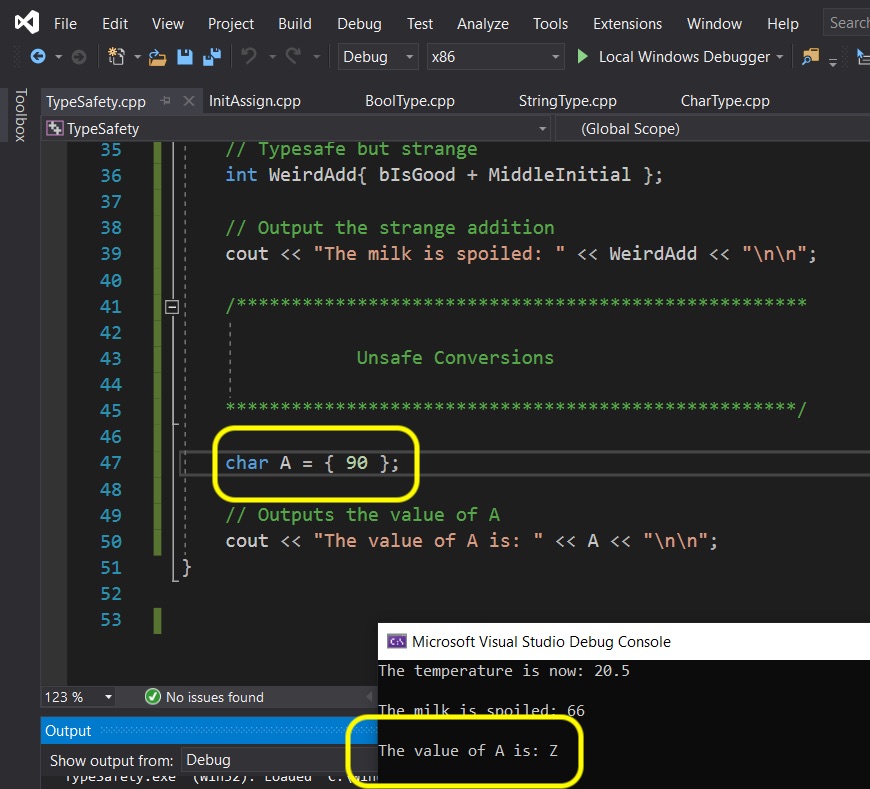 File Edit View Project Build Debug Test Analyze Tools Extensions Window Help Search
Debug x86 Local Windows Debugger
Toolbox
TypeSafety.cpp InitAssign.cpp BoolType.cpp StringType.cpp CharType.cpp
TypeSafety (Global Scope)
35 // Typesafe but strange
36 int WeirdAdd{ bIsGood + MiddleInitial };
37
38 // Output the strange addition
39 cout << "The milk is spoiled: " << WeirdAdd << "\n\n";
40
41 /****************************************************
42
43 Unsafe Conversions
44
45 ****************************************************/
46
47 char A = { 90 };
48
49 // Outputs the value of A
50 cout << "The value of A is: " << A << "\n\n";
51 }
52
53
Microsoft Visual Studio Debug Console
The temperature is now: 20.5
The milk is spoiled: 66
The value of A is: Z
123 % No issues found
Output
Show output from: Debug
'TypeSafety.exe' (Win32): Loaded 'C:\Win